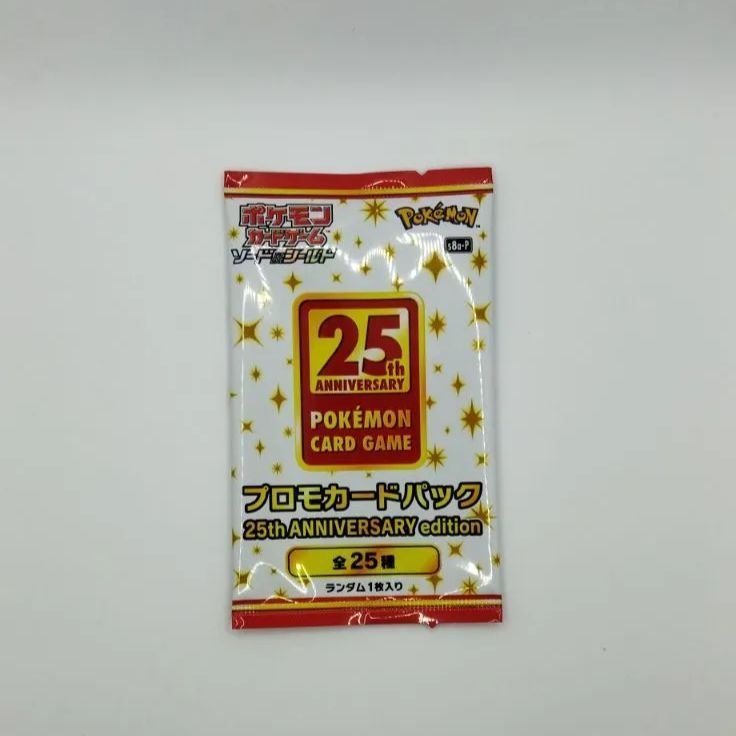 ポケモン
カードゲーム
ソード&シールド
POKÉMON
s8a-P
25th
ANNIVERSARY
POKÉMON
CARD GAME
プロモカードパック
25th ANNIVERSARY edition
全25種
ランダム1枚入り